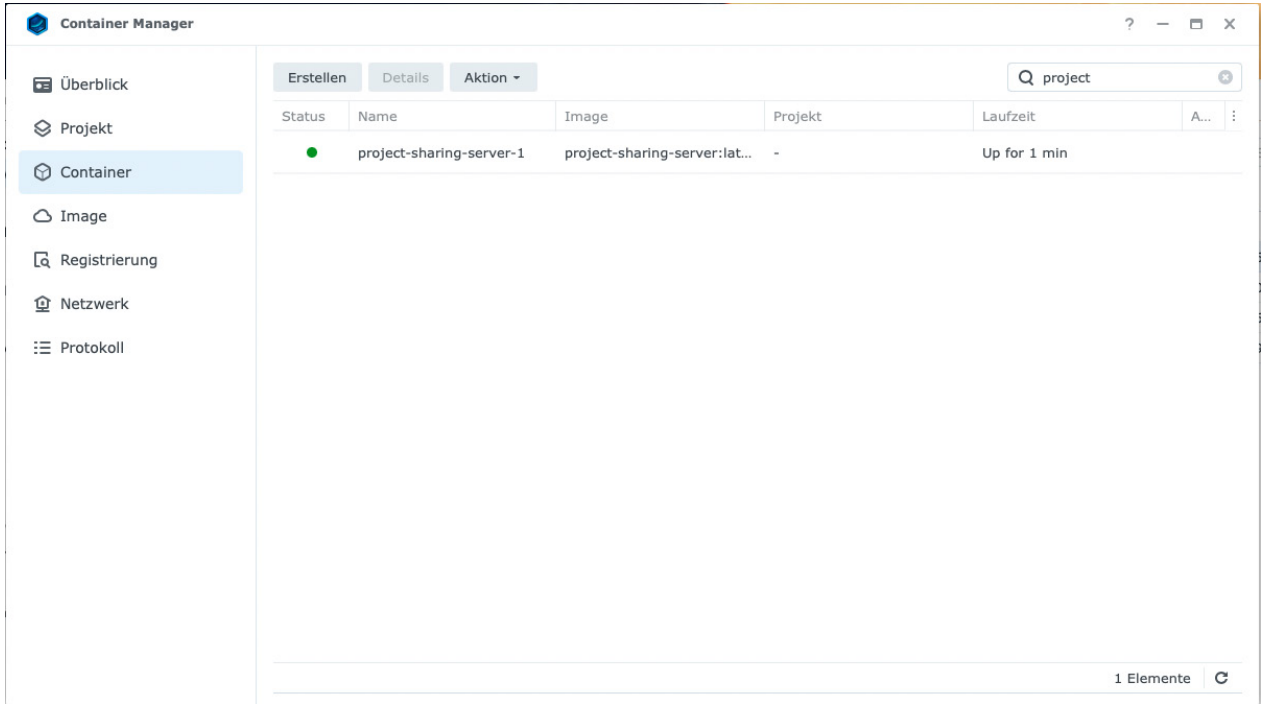 Container Manager
?
Überblick
Projekt
Container
Image
Registrierung
Netzwerk
Protokoll
Erstellen Details Aktion
project
Status Name Image Projekt Laufzeit A...
project-sharing-server-1 project-sharing-server:lat... - Up for 1 min
1 Elemente